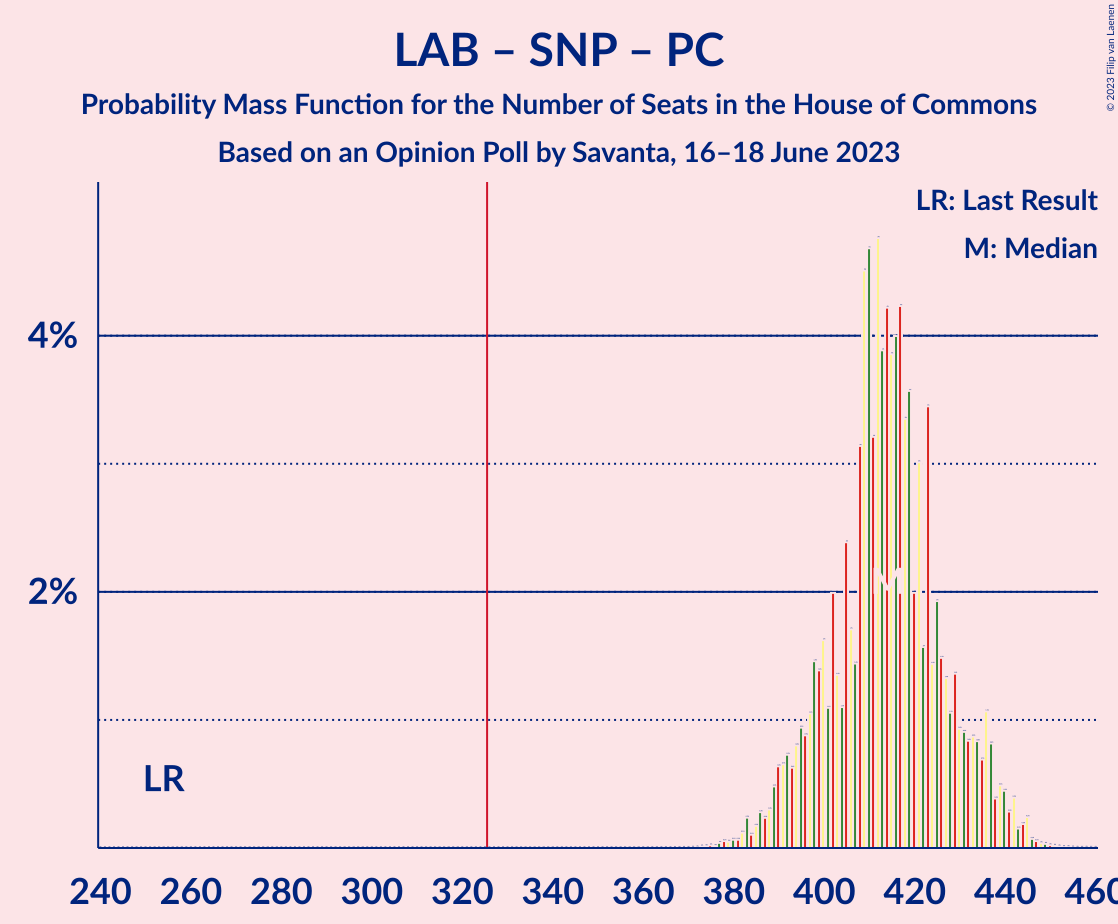 LAB – SNP – PC
Probability Mass Function for the Number of Seats in the House of Commons
Based on an Opinion Poll by Savanta, 16–18 June 2023
© 2023 Filip van Laenen
LR: Last Result
M: Median
4%
2%
M
LR
240 260 280 300 320 340 360 380 400 420 440 460